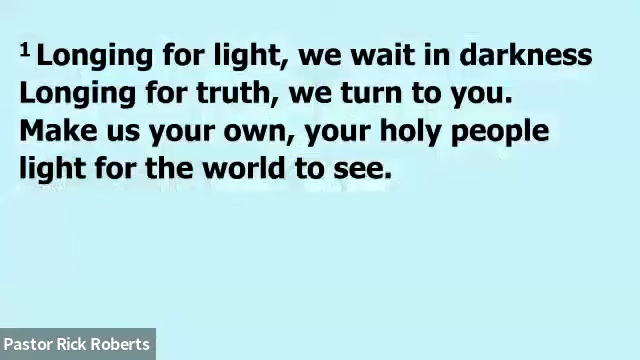 1 Longing for light, we wait in darkness
Longing for truth, we turn to you.
Make us your own, your holy people
light for the world to see.
Pastor Rick Roberts